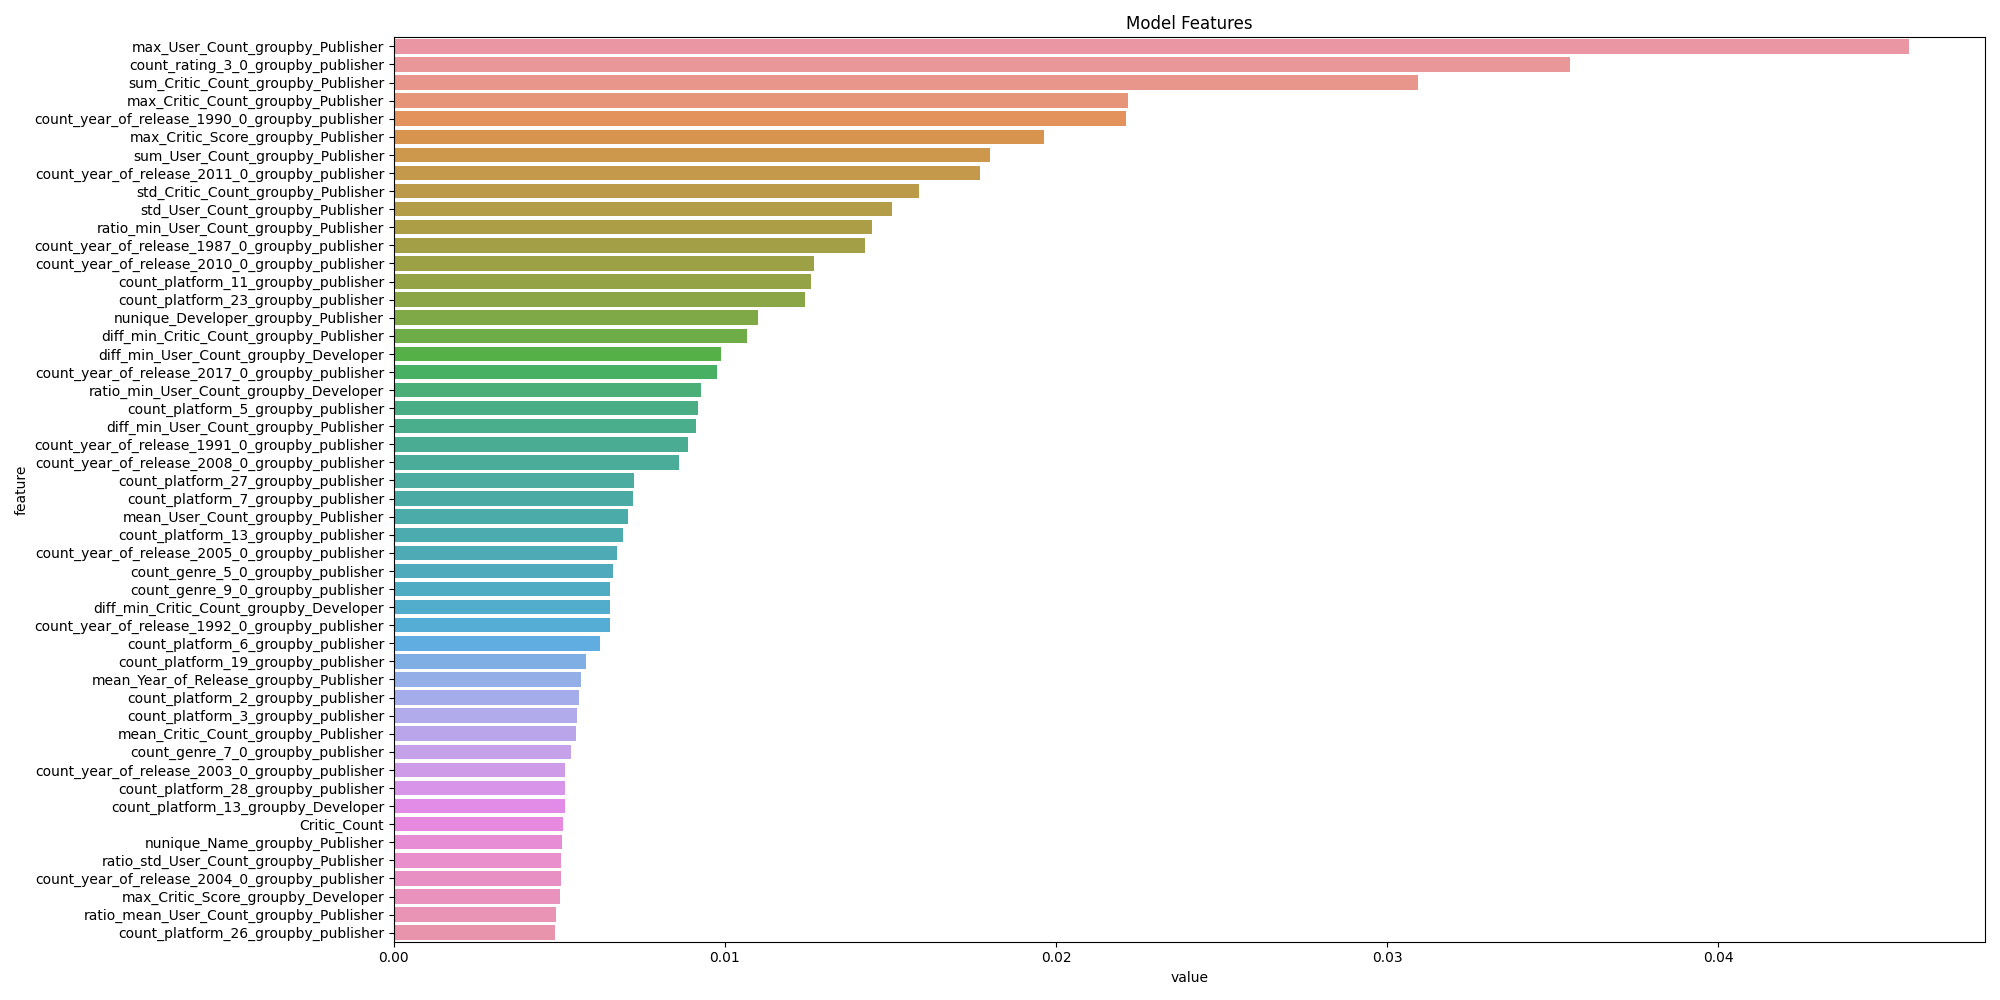 Model Features
max_User_Count_groupby_Publisher
count_rating_3_0_groupby_publisher
sum_Critic_Count_groupby_Publisher
max_Critic_Count_groupby_Publisher
count_year_of_release_1990_0_groupby_publisher
max_Critic_Score_groupby_Publisher
sum_User_Count_groupby_Publisher
count_year_of_release_2011_0_groupby_publisher
std_Critic_Count_groupby_Publisher
std_User_Count_groupby_Publisher
ratio_min_User_Count_groupby_Publisher
count_year_of_release_1987_0_groupby_publisher
count_year_of_release_2010_0_groupby_publisher
count_platform_11_groupby_publisher
count_platform_23_groupby_publisher
nunique_Developer_groupby_Publisher
diff_min_Critic_Count_groupby_Publisher
diff_min_User_Count_groupby_Developer
count_year_of_release_2017_0_groupby_publisher
ratio_min_User_Count_groupby_Developer
count_platform_5_groupby_publisher
diff_min_User_Count_groupby_Publisher
count_year_of_release_1991_0_groupby_publisher
count_year_of_release_2008_0_groupby_publisher
count_platform_27_groupby_publisher
count_platform_7_groupby_publisher
mean_User_Count_groupby_Publisher
count_platform_13_groupby_publisher
count_year_of_release_2005_0_groupby_publisher
count_genre_5_0_groupby_publisher
count_genre_9_0_groupby_publisher
diff_min_Critic_Count_groupby_Developer
count_year_of_release_1992_0_groupby_publisher
count_platform_6_groupby_publisher
count_platform_19_groupby_publisher
mean_Year_of_Release_groupby_Publisher
count_platform_2_groupby_publisher
count_platform_3_groupby_publisher
mean_Critic_Count_groupby_Publisher
count_genre_7_0_groupby_publisher
count_year_of_release_2003_0_groupby_publisher
count_platform_28_groupby_publisher
count_platform_13_groupby_Developer
Critic_Count
nunique_Name_groupby_Publisher
ratio_std_User_Count_groupby_Publisher
count_year_of_release_2004_0_groupby_publisher
max_Critic_Score_groupby_Developer
ratio_mean_User_Count_groupby_Publisher
count_platform_26_groupby_publisher
feature
0.00 0.01 0.02 0.03 0.04
value